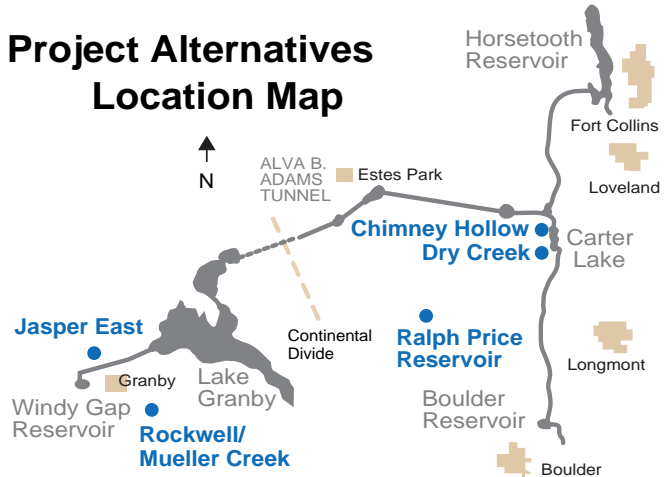 Project Alternatives
Location Map
Horsetooth
Reservoir
Fort Collins
N
ALVA B.
ADAMS
TUNNEL
Estes Park
Loveland
Chimney Hollow
Dry Creek
Carter
Lake
Jasper East
Continental
Divide
Ralph Price
Reservoir
Longmont
Granby
Lake
Granby
Windy Gap
Reservoir
Boulder
Reservoir
Rockwell/
Mueller Creek
Boulder